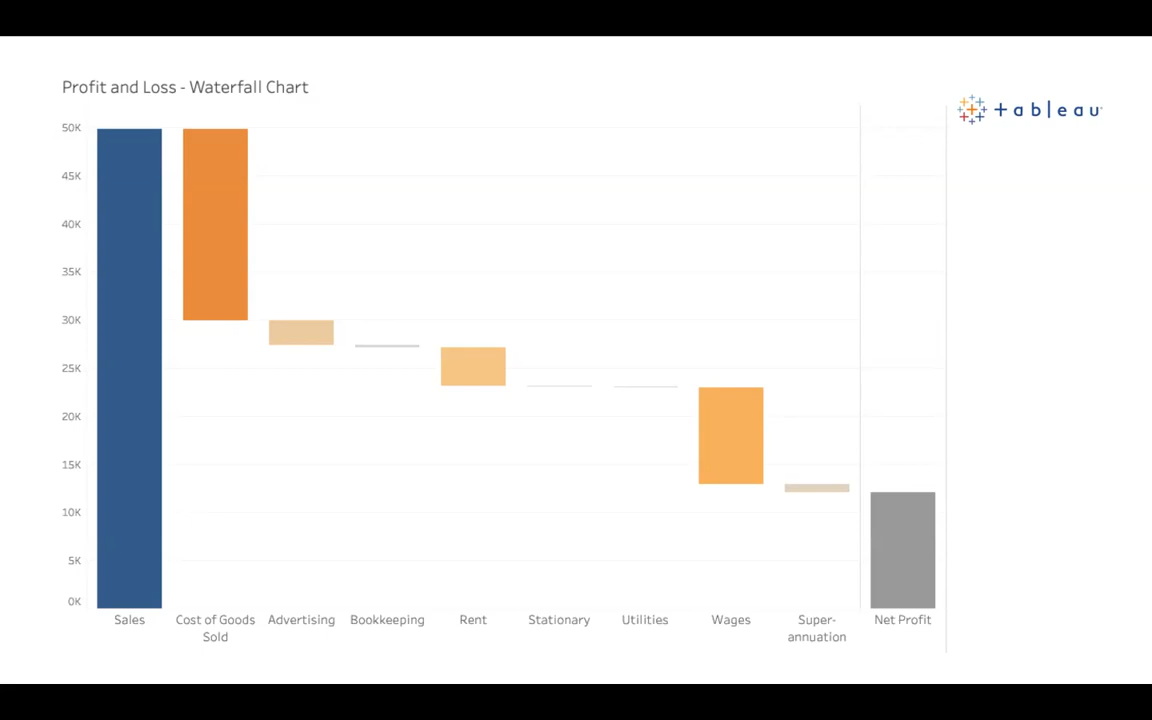 Profit and Loss - Waterfall Chart
+ableau
50K
45K
40K
35K
30K
25K
20K
15K
10K
5K
0K
Sales
Cost of Goods
Sold
Advertising
Bookkeeping
Rent
Stationary
Utilities
Wages
Super-
annuation
Net Profit